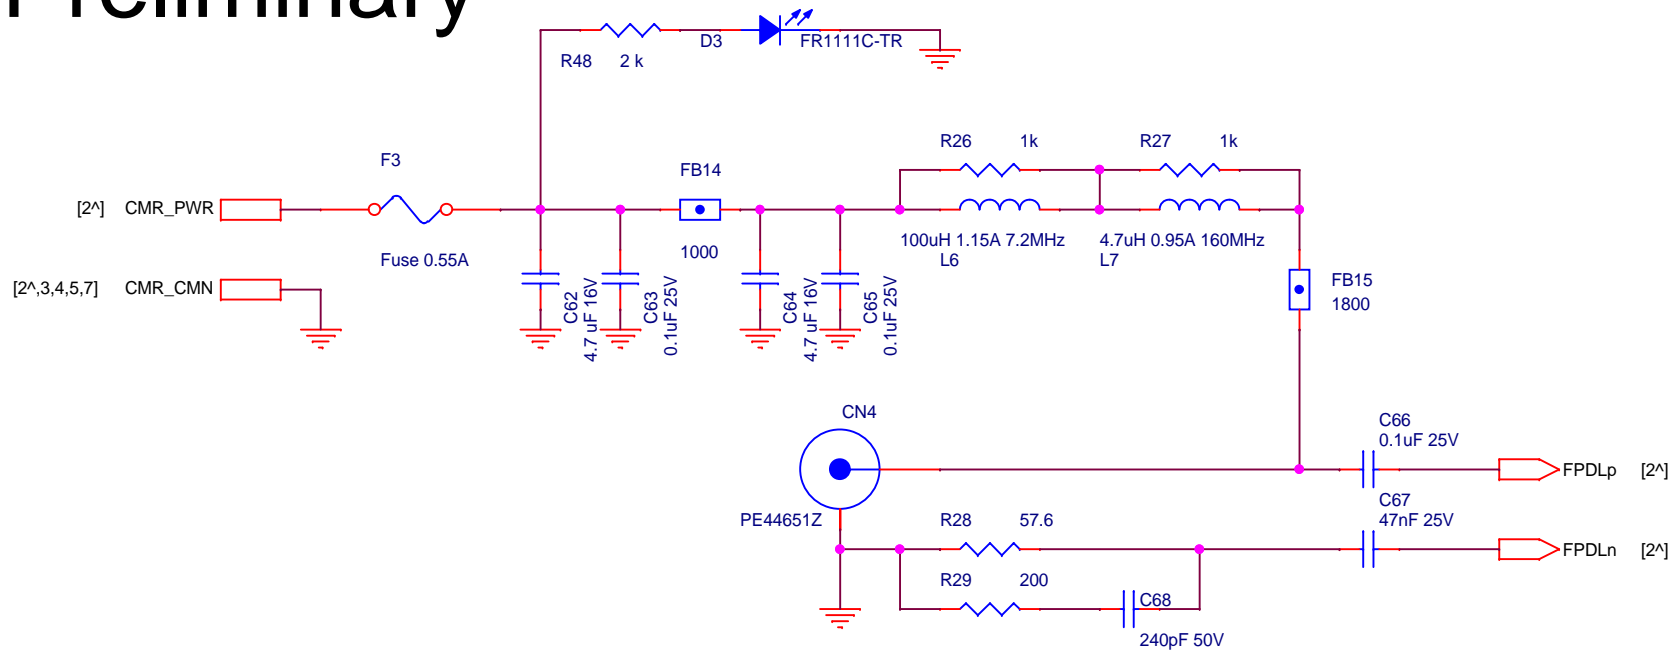 Preliminary
D3
FR1111C-TR
R48
2 k
R26
1k
R27
1k
F3
FB14
[2^]
CMR_PWR
1000
100uH 1.15A 7.2MHz
L6
4.7uH 0.95A 160MHz
L7
Fuse 0.55A
FB15
1800
[2^,3,4,5,7]
CMR_CMN
C62
4.7 uF 16V
C63
0.1uF 25V
C64
4.7 uF 16V
C65
0.1uF 25V
CN4
C66
0.1uF 25V
FPDLp
[2^]
C67
47nF 25V
PE44651Z
R28
57.6
FPDLn
[2^]
R29
200
C68
240pF 50V